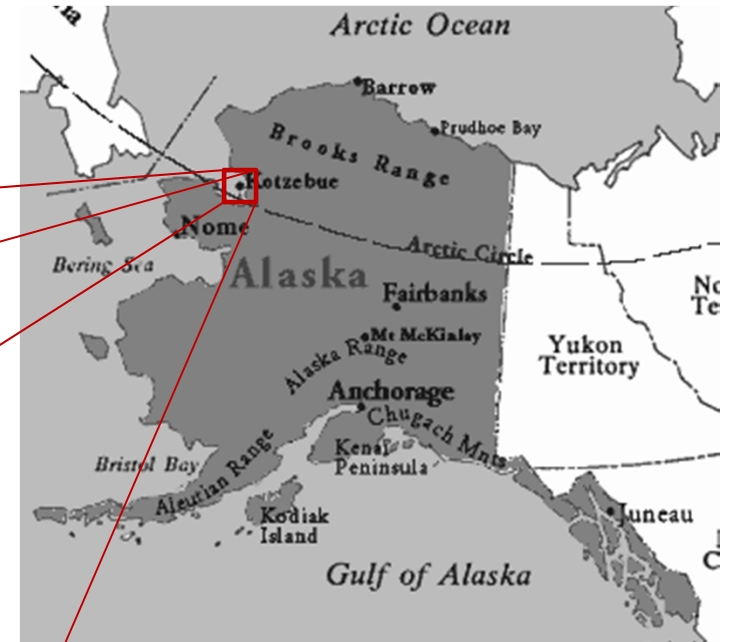 Arctic Ocean
Barrow
Prudhoe Bay
Brooks Range
Kotzebue
Nome
Arctic Circle
Bering Sea
Alaska
Fairbanks
Mt McKinley
Yukon
Territory
Alaska Range
Anchorage
Chugach Mnts
Kenai
Peninsula
Bristol Bay
Aleutian Range
Kodiak
Island
Juneau
Gulf of Alaska